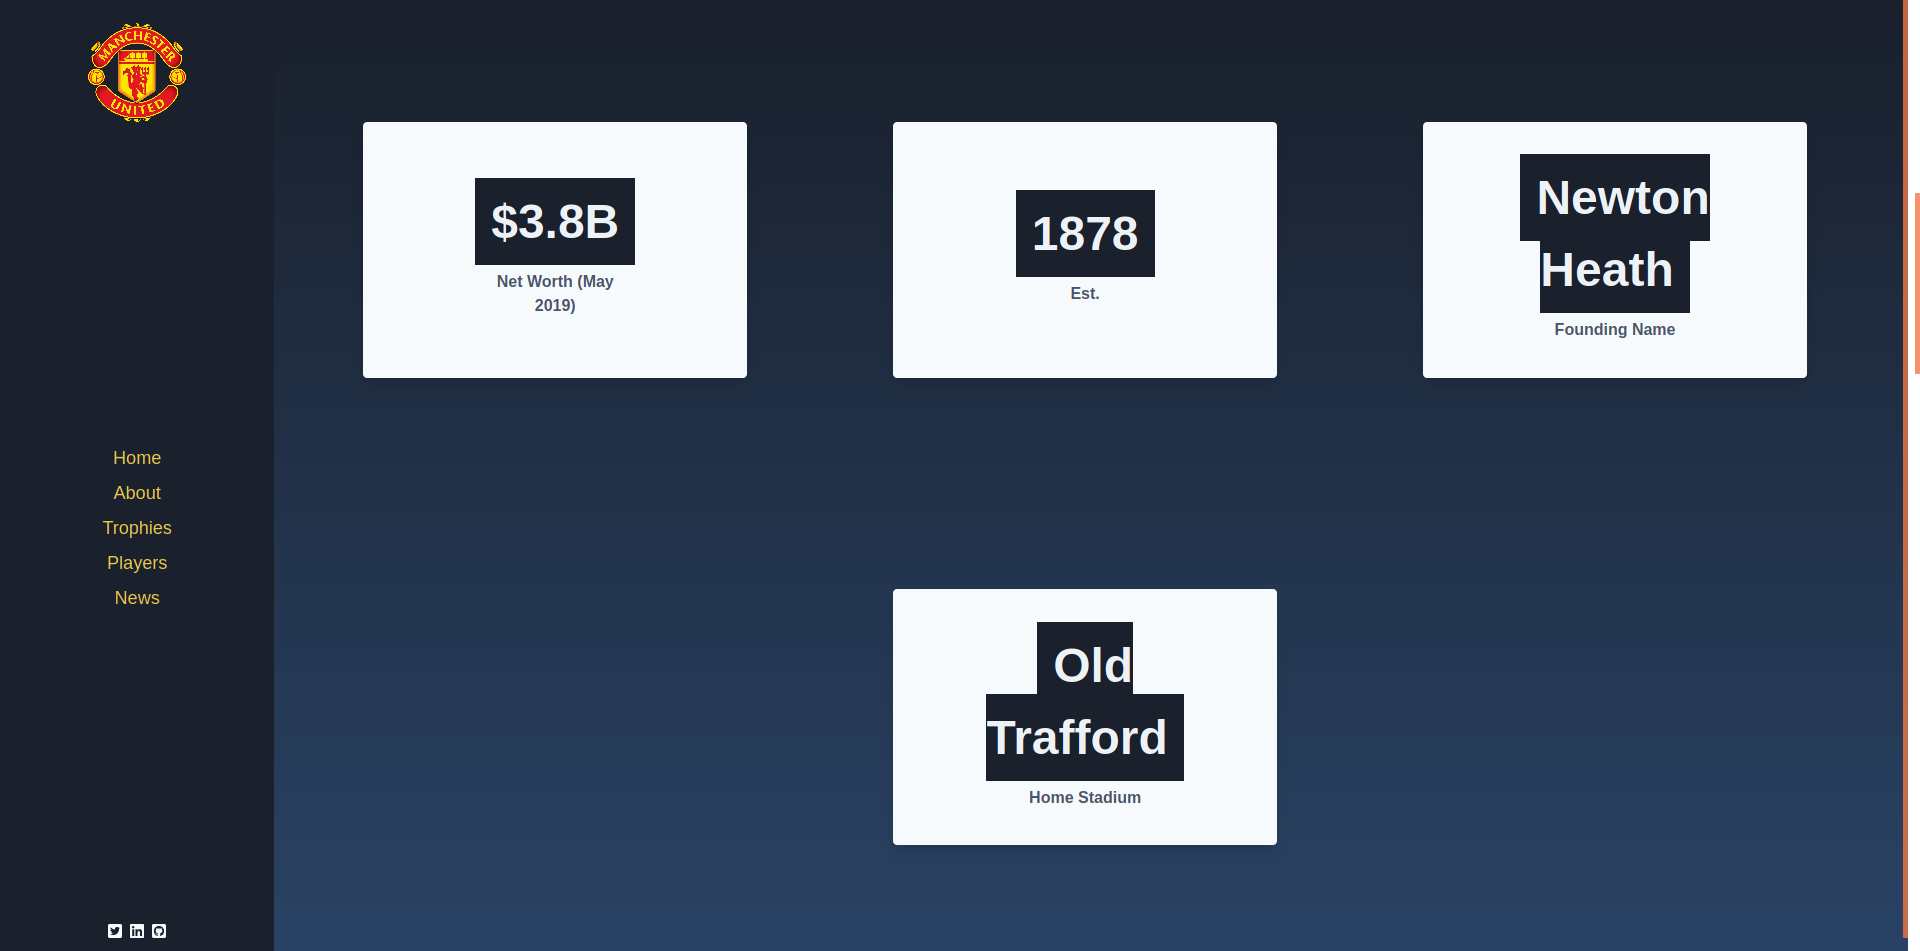 MANCHESTER
UNITED
Home
About
Trophies
Players
News
$3.8B
Net Worth (May
2019)
1878
Est.
Newton
Heath
Founding Name
Old
Trafford
Home Stadium